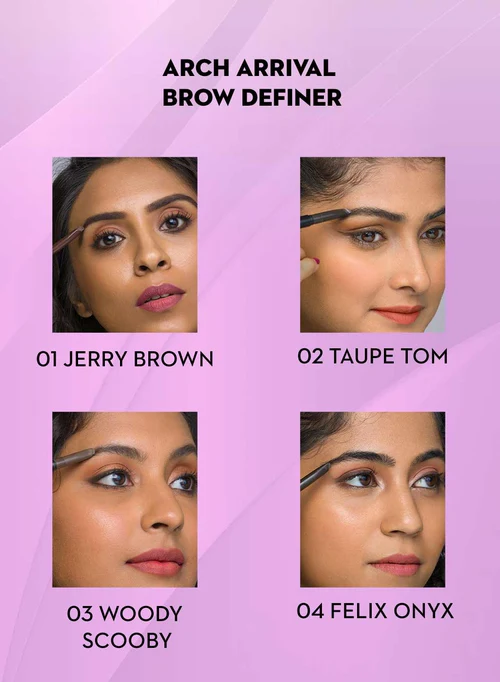 ARCH ARRIVAL
BROW DEFINER
01 JERRY BROWN
02 TAUPE TOM
03 WOODY
SCOOBY
04 FELIX ONYX